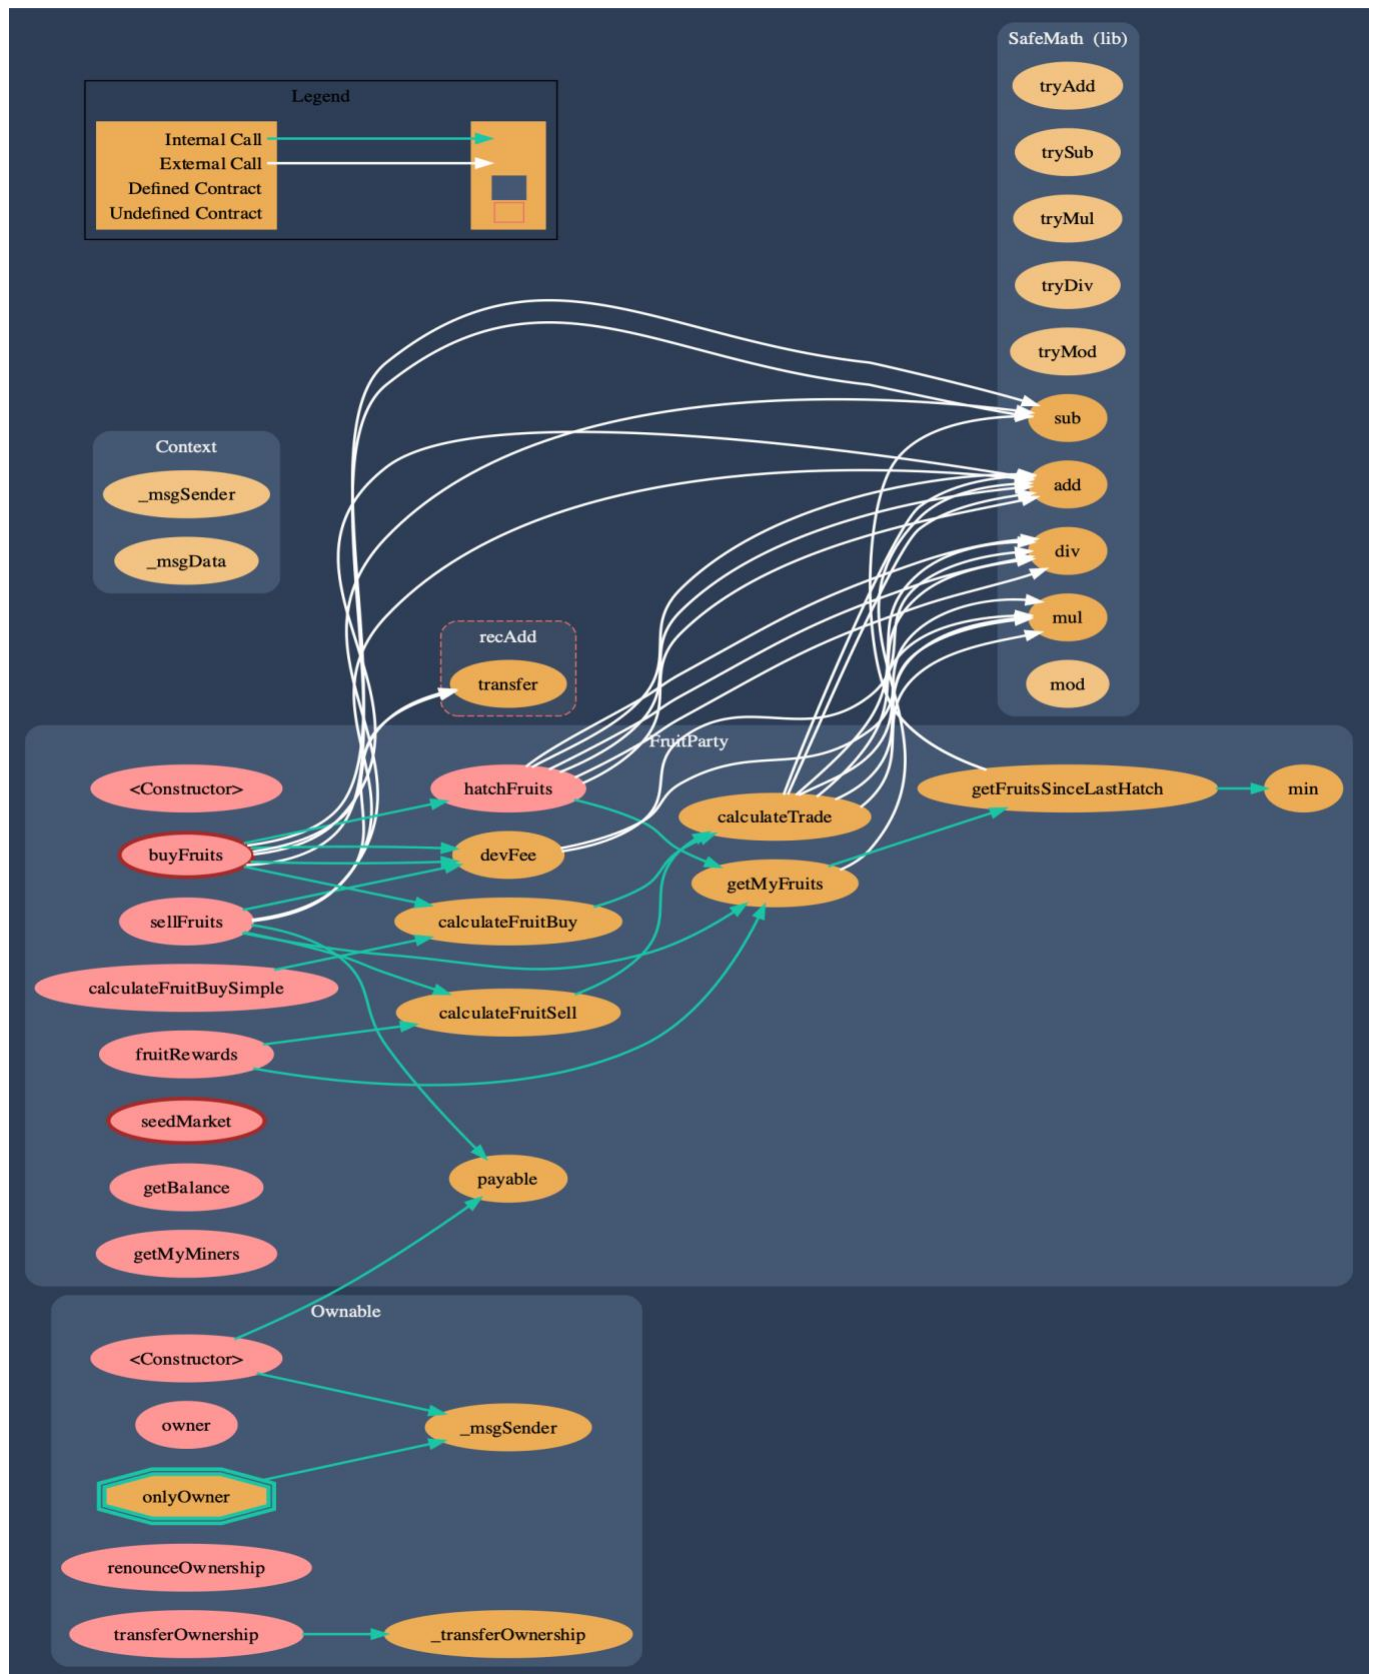 SafeMath (lib)
tryAdd
trySub
tryMul
tryDiv
tryMod
sub
add
div
mul
mod
Legend
Internal Call
External Call
Defined Contract
Undefined Contract
Context
_msgSender
_msgData
recAdd
transfer
FruitParty
<Constructor>
buyFruits
sellFruits
calculateFruitBuySimple
fruitRewards
seedMarket
getBalance
getMyMiners
hatchFruits
devFee
calculateFruitBuy
calculateFruitSell
payable
calculateTrade
getMyFruits
getFruitsSinceLastHatch
min
Ownable
<Constructor>
owner
onlyOwner
renounceOwnership
transferOwnership
_msgSender
_transferOwnership